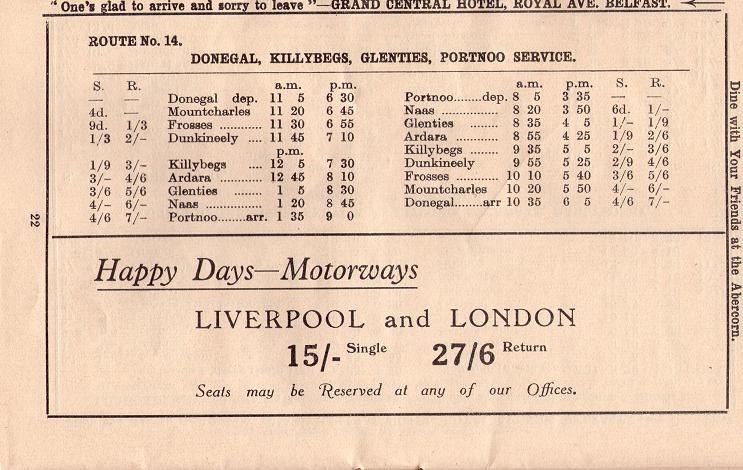 " One's glad to arrive and sorry to leave "—GRAND CENTRAL HOTEL, ROYAL AVE. BELFAST.
ROUTE No. 14.
DONEGAL, KILLYBEGS, GLENTIES, PORTNOO SERVICE.
S. R. a.m. p.m.
— — Donegal dep. 11 5 6 30
4d. — Mountcharles 11 20 6 45
9d. 1/3 Frosses ............ 11 30 6 55
1/3 2/– Dunkineely .... 11 45 7 10
p.m.
1/9 3/– Killybegs ...... 12 5 7 30
3/– 4/6 Ardara ............ 12 45 8 10
3/6 5/6 Glenties ......... 1 5 8 30
4/– 6/– Naas ............... 1 20 8 45
4/6 7/– Portnoo........arr. 1 35 9 0
a.m. p.m. S. R.
Portnoo........dep. 8 5 3 35 — —
Naas ............... 8 20 3 50 6d. 1/–
Glenties ......... 8 35 4 5 1/– 1/9
Ardara ............ 8 55 4 25 1/9 2/6
Killybegs ...... 9 35 5 5 2/– 3/6
Dunkineely 9 55 5 25 2/9 4/6
Frosses ............ 10 10 5 40 3/6 5/6
Mountcharles 10 20 5 50 4/– 6/–
Donegal........arr 10 35 6 5 4/6 7/–
22
Happy Days—Motorways
LIVERPOOL and LONDON
15/- Single 27/6 Return
Seats may be Reserved at any of our Offices.
Dine with Your Friends at the Abercorn.